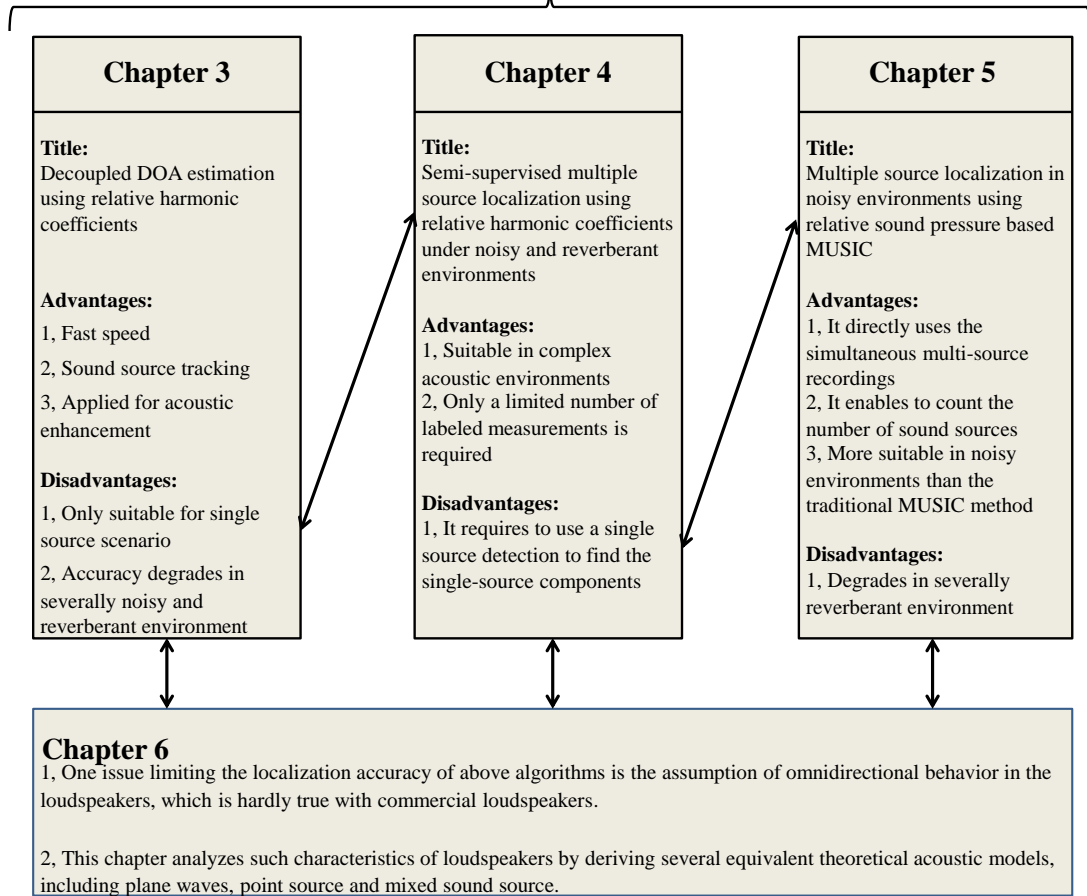 Chapter 3
Title:
Decoupled DOA estimation
using relative harmonic
coefficients
Advantages:
1, Fast speed
2, Sound source tracking
3, Applied for acoustic
enhancement
Disadvantages:
1, Only suitable for single
source scenario
2, Accuracy degrades in
severally noisy and
reverberant environment
Chapter 4
Title:
Semi-supervised multiple
source localization using
relative harmonic coefficients
under noisy and reverberant
environments
Advantages:
1, Suitable in complex
acoustic environments
2, Only a limited number of
labeled measurements is
required
Disadvantages:
1, It requires to use a single
source detection to find the
single-source components
Chapter 5
Title:
Multiple source localization in
noisy environments using
relative sound pressure based
MUSIC
Advantages:
1, It directly uses the
simultaneous multi-source
recordings
2, It enables to count the
number of sound sources
3, More suitable in noisy
environments than the
traditional MUSIC method
Disadvantages:
1, Degrades in severally
reverberant environment
Chapter 6
1, One issue limiting the localization accuracy of above algorithms is the assumption of omnidirectional behavior in the
loudspeakers, which is hardly true with commercial loudspeakers.
2, This chapter analyzes such characteristics of loudspeakers by deriving several equivalent theoretical acoustic models,
including plane waves, point source and mixed sound source.